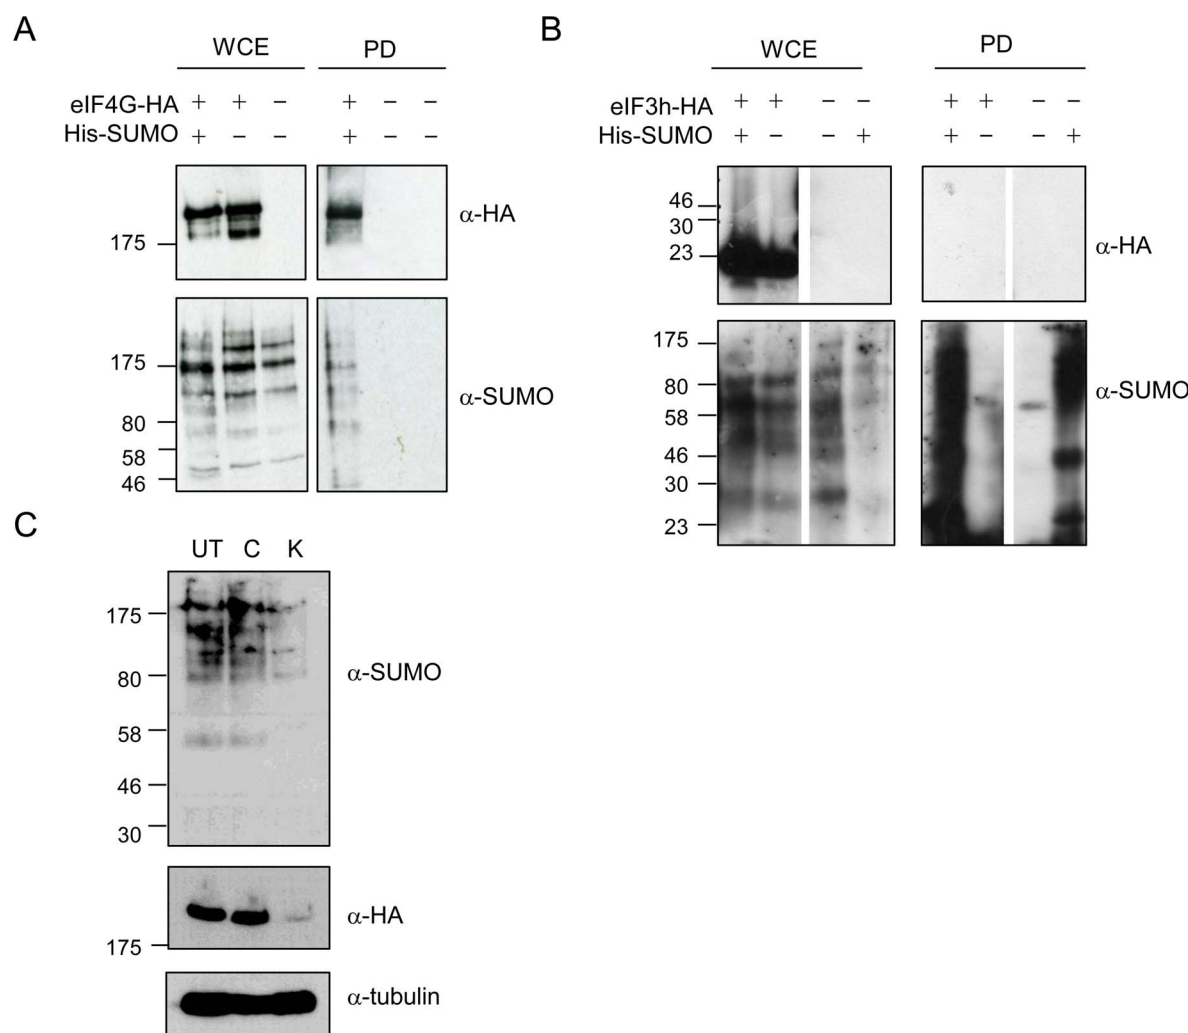 A
WCE PD
eIF4G-HA + + − + − −
His-SUMO + − − + − −
175
α-HA
175
80
58
46
α-SUMO
B
WCE PD
eIF3h-HA + + − − + + − −
His-SUMO + − − + + − − +
46
30
23
α-HA
175
80
58
46
30
23
α-SUMO
C
UT C K
175
80
58
46
30
α-SUMO
175
α-HA
α-tubulin